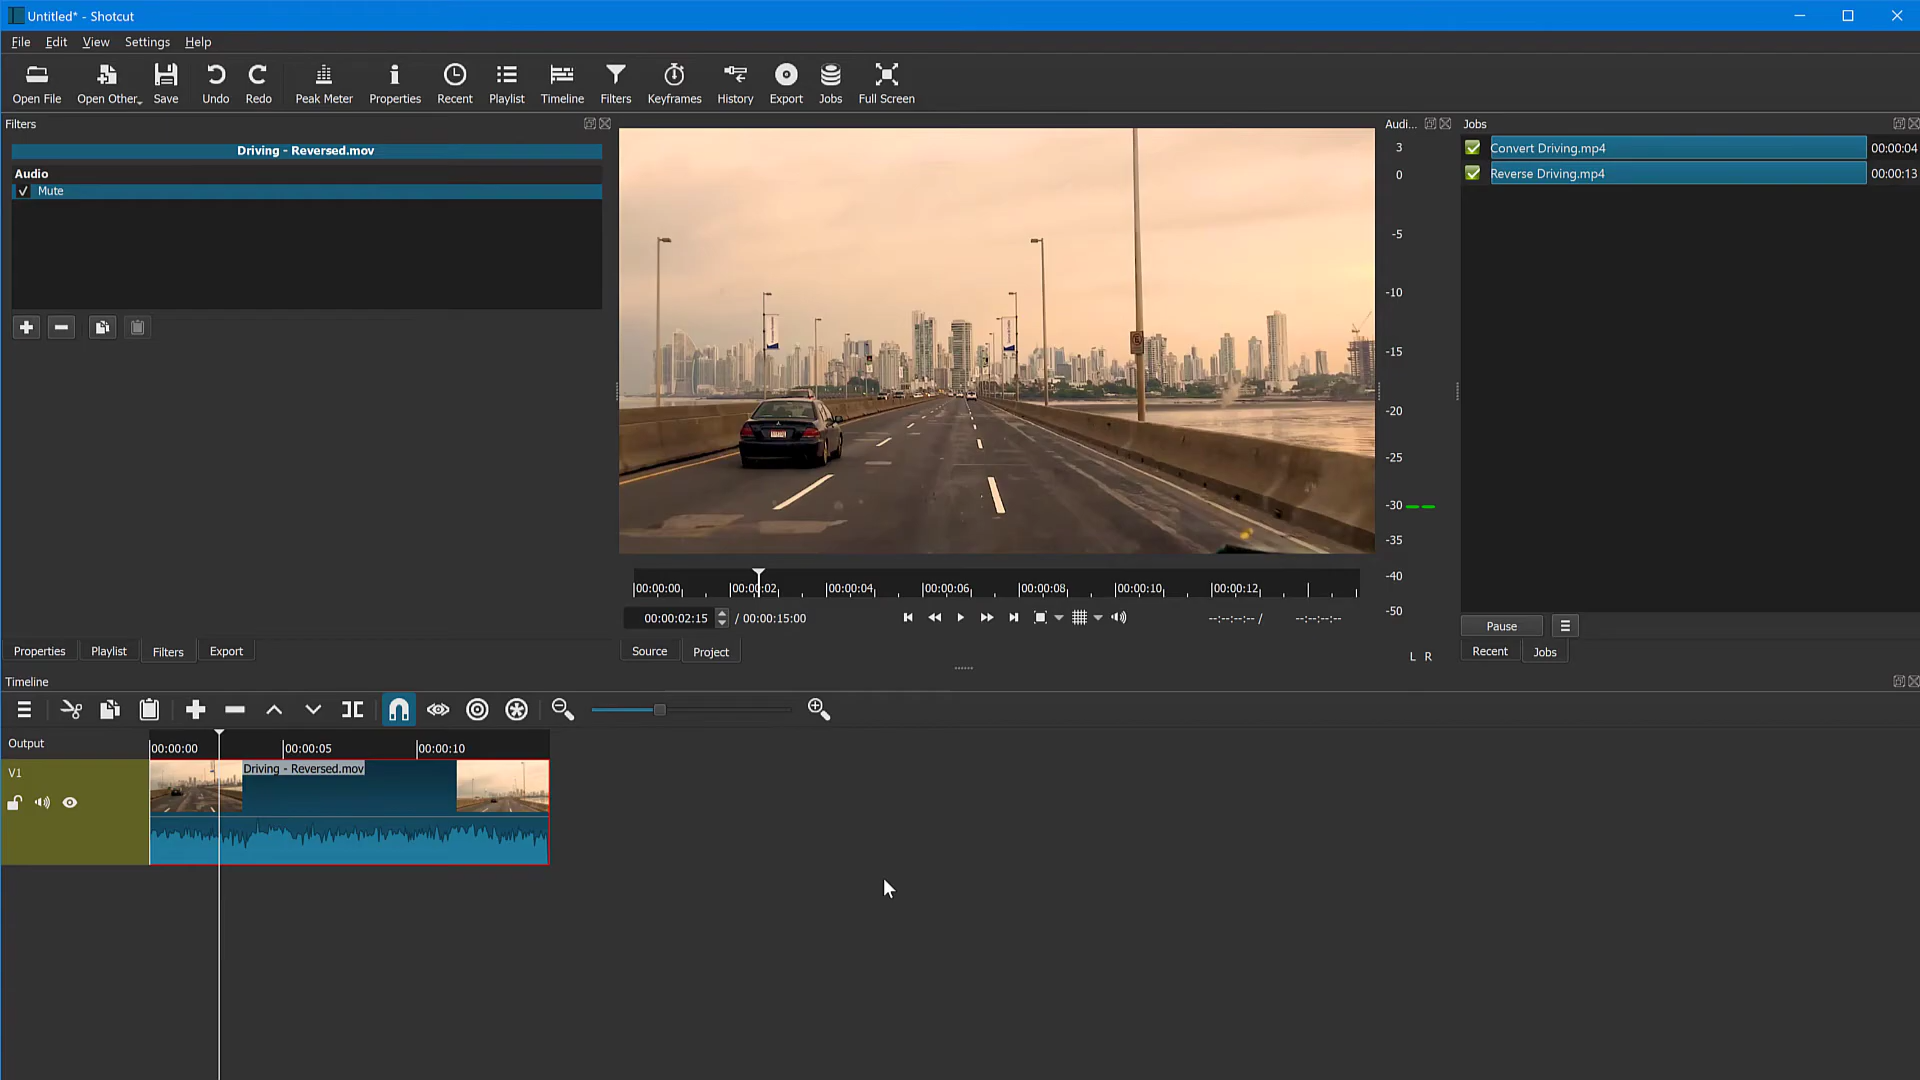 Untitled* - Shotcut
File Edit View Settings Help
Open File Open Other Save Undo Redo Peak Meter Properties Recent Playlist Timeline Filters Keyframes History Export Jobs Full Screen
Filters
Driving - Reversed.mov
Audio
Mute
Audi...
3
0
-5
-10
-15
-20
-25
-30
-35
-40
-50
L R
Jobs
Convert Driving.mp4 00:00:04
Reverse Driving.mp4 00:00:13
00:00:00 00:00:02 00:00:04 00:00:06 00:00:08 00:00:10 00:00:12
00:00:02:15 / 00:00:15:00 --:--:--:-- / --:--:--:--
Pause
Properties Playlist Filters Export
Source Project
Recent Jobs
Timeline
Output
00:00:00 00:00:05 00:00:10
V1
Driving - Reversed.mov